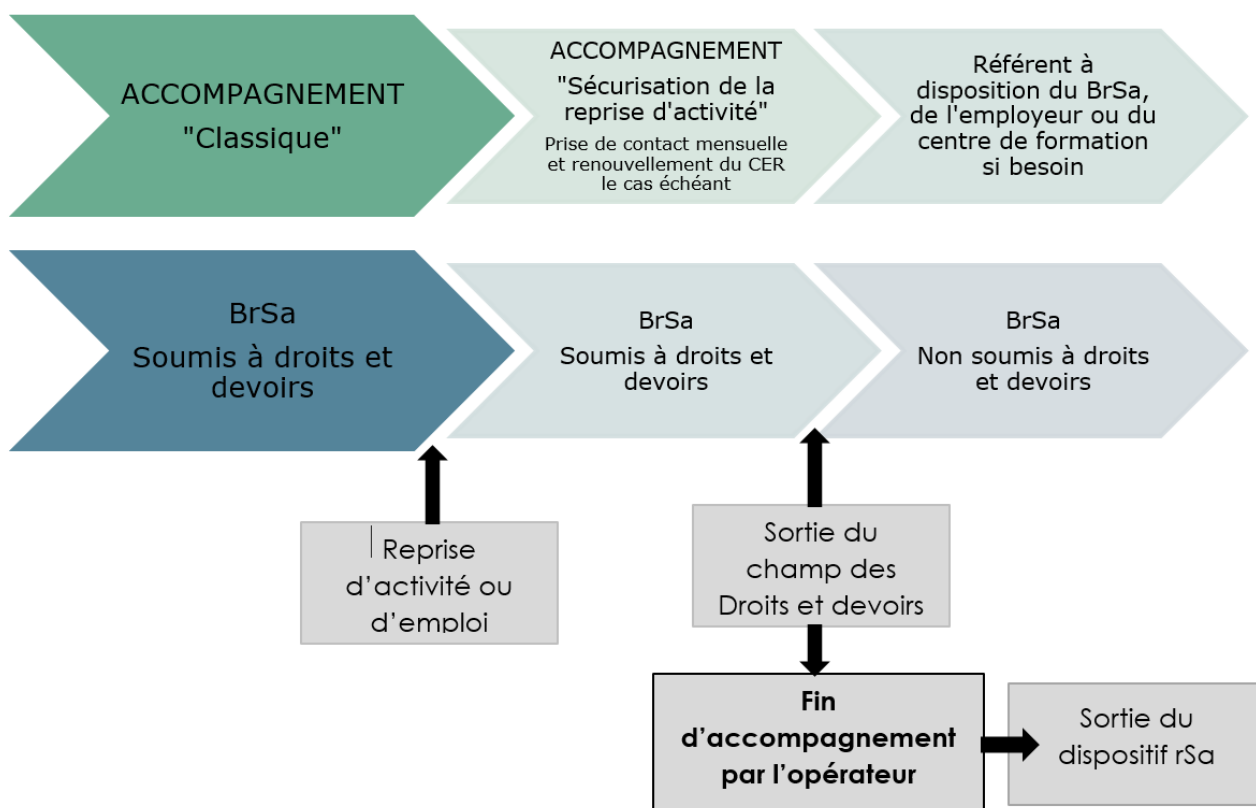 ACCOMPAGNEMENT
"Classique"
ACCOMPAGNEMENT
"Sécurisation de la
reprise d'activité"
Prise de contact mensuelle
et renouvellement du CER
le cas échéant
Référent à
disposition du BrSa,
de l'employeur ou du
centre de formation
si besoin
BrSa
Soumis à droits et
devoirs
BrSa
Soumis à droits et
devoirs
BrSa
Non soumis à droits
et devoirs
Reprise
d’activité ou
d’emploi
Sortie du
champ des
Droits et devoirs
Fin
d’accompagnement
par l’opérateur
Sortie du
dispositif rSa